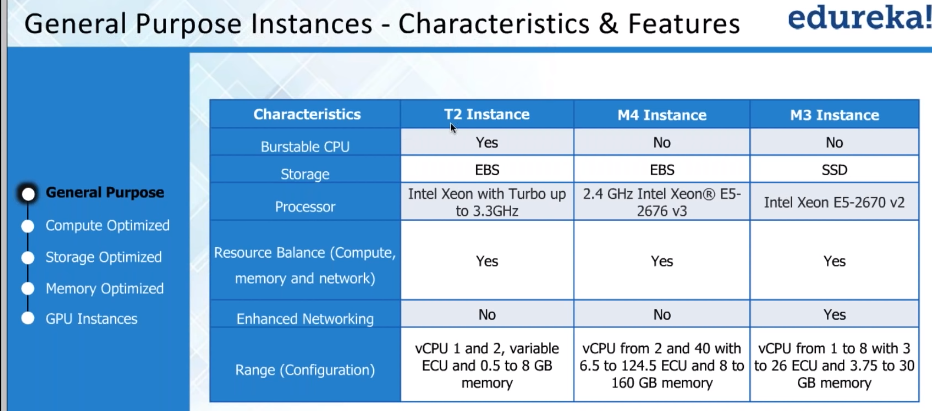 General Purpose Instances - Characteristics & Features
edureka!
General Purpose
Compute Optimized
Storage Optimized
Memory Optimized
GPU Instances
Characteristics T2 Instance M4 Instance M3 Instance
Burstable CPU Yes No No
Storage EBS EBS SSD
Processor
Intel Xeon with Turbo up
to 3.3GHz
2.4 GHz Intel Xeon® E5-
2676 v3
Intel Xeon E5-2670 v2
Resource Balance (Compute,
memory and network)
Yes Yes Yes
Enhanced Networking No No Yes
Range (Configuration)
vCPU 1 and 2, variable
ECU and 0.5 to 8 GB
memory
vCPU from 2 and 40 with
6.5 to 124.5 ECU and 8 to
160 GB memory
vCPU from 1 to 8 with 3
to 26 ECU and 3.75 to 30
GB memory